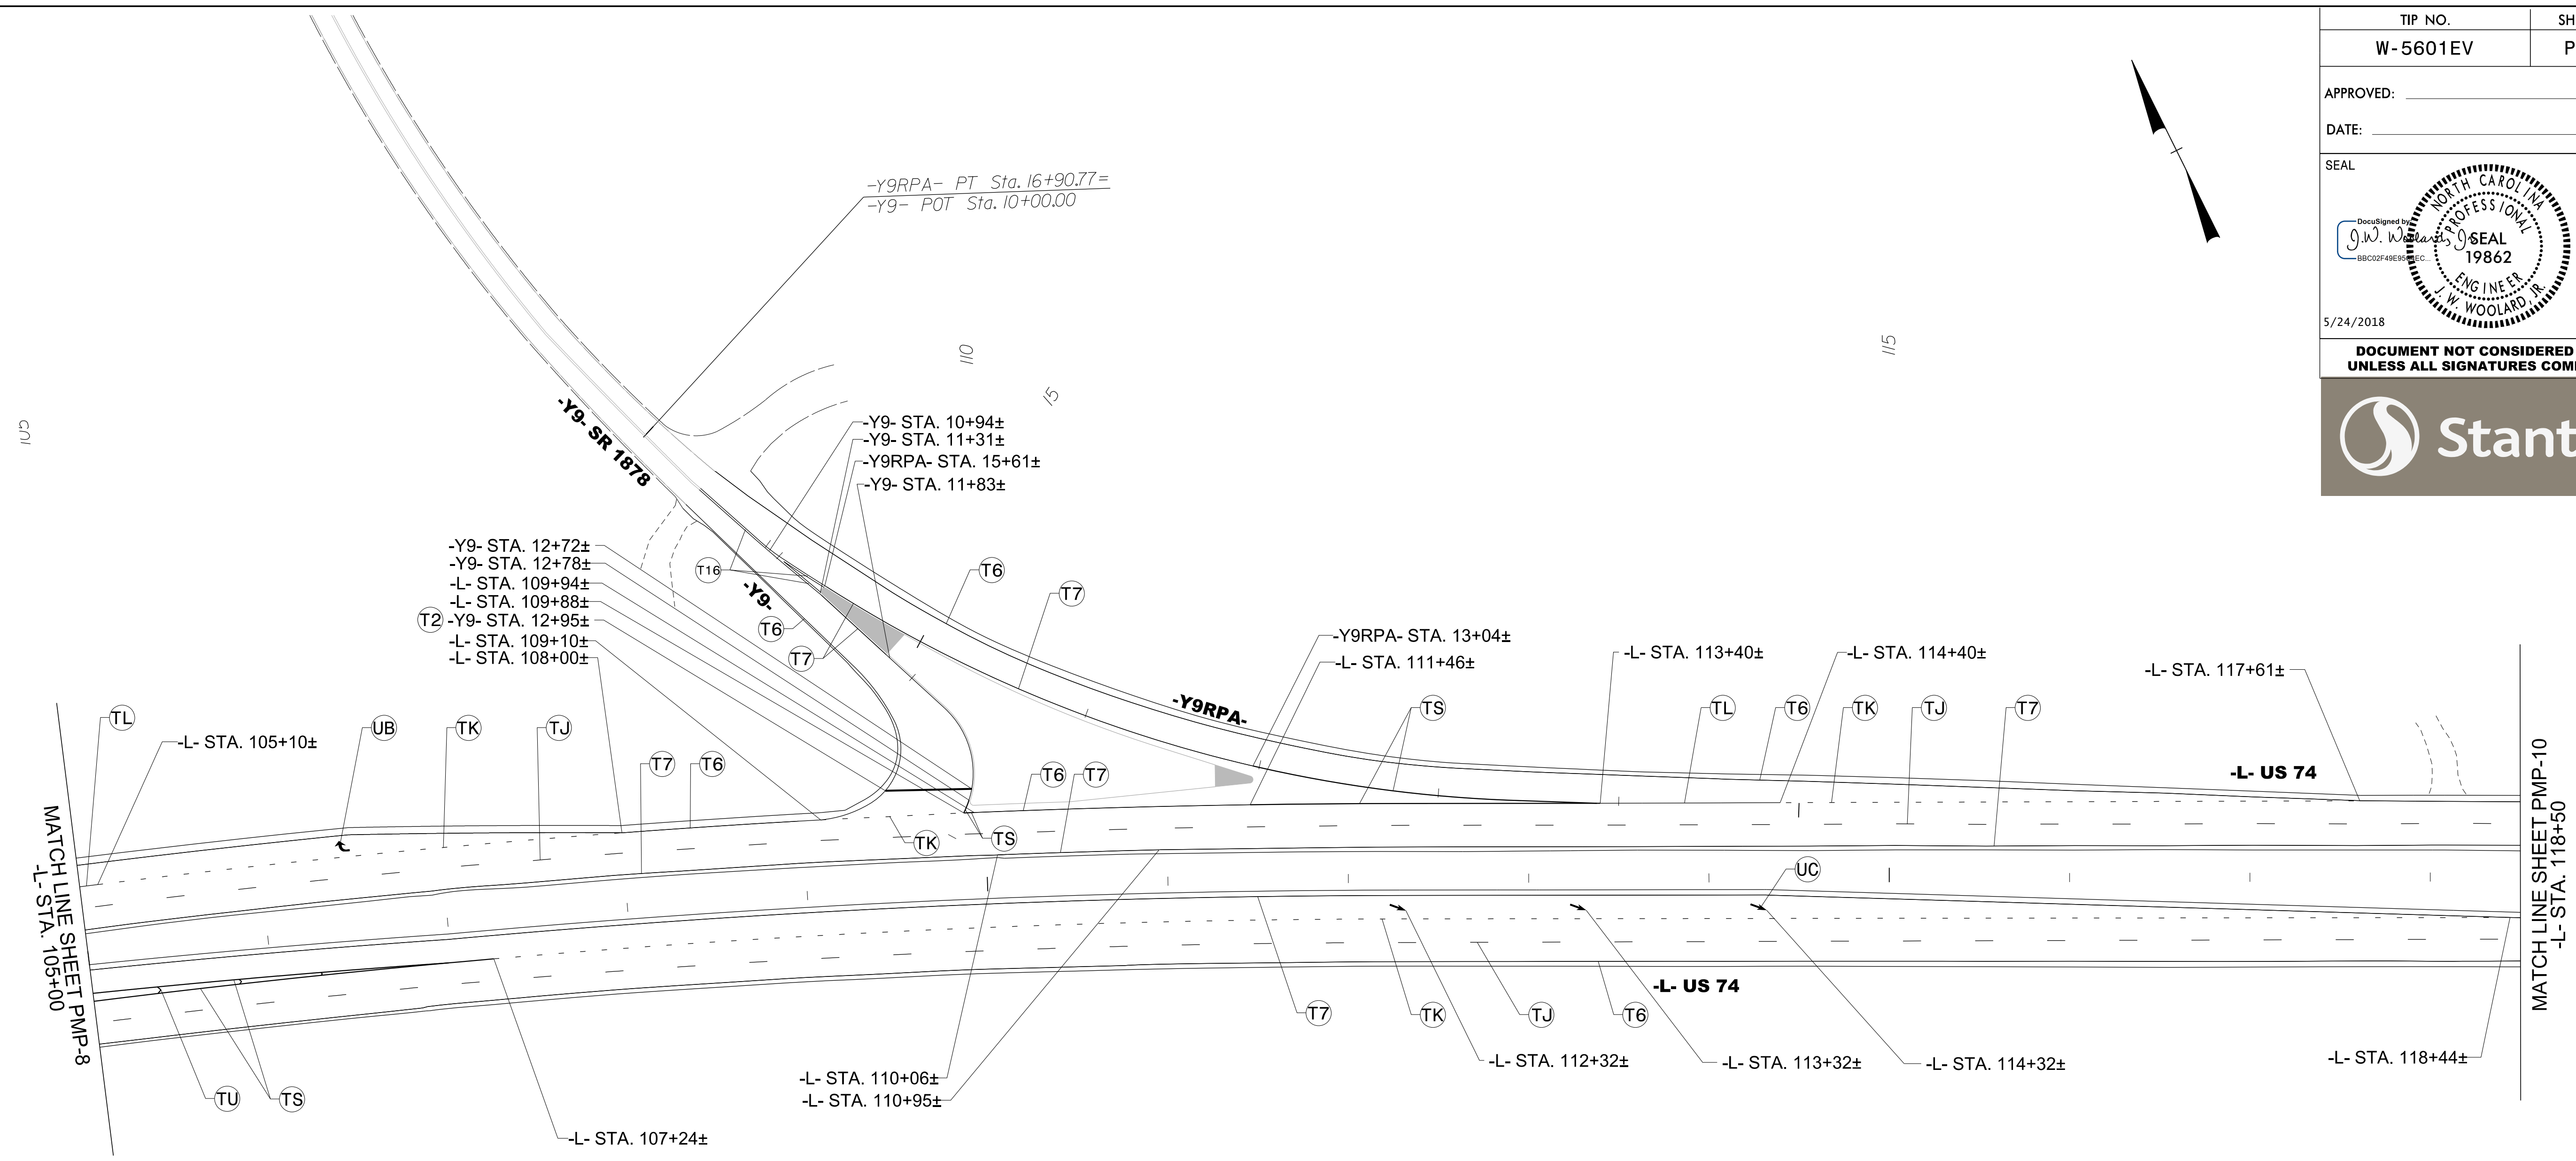 TIP NO.
SH
W-5601EV
P
APPROVED:
DATE:
SEAL
NORTH CAROLINA
PROFESSIONAL
SEAL
19862
ENGINEER
J. W. WOOLARD, JR.
DocuSigned by:
J.W. Woolard, Jr.
5/24/2018
DOCUMENT NOT CONSIDERED
UNLESS ALL SIGNATURES COM
Stant
-Y9RPA- PT Sta. 16+90.77=
-Y9- POT Sta. 10+00.00
110
115
15
-Y9- SR 1878
-Y9- STA. 10+94±
-Y9- STA. 11+31±
-Y9RPA- STA. 15+61±
-Y9- STA. 11+83±
-Y9- STA. 12+72±
-Y9- STA. 12+78±
-L- STA. 109+94±
-L- STA. 109+88±
T2 -Y9- STA. 12+95±
-L- STA. 109+10±
-L- STA. 108+00±
T16
-Y9-
T6
T7
T6
T7
-Y9RPA-
-Y9RPA- STA. 13+04±
-L- STA. 111+46±
-L- STA. 113+40±
-L- STA. 114+40±
-L- STA. 117+61±
TL
-L- STA. 105+10±
UB
TK
TJ
T7
T6
T6
T7
TS
TL
T6
TK
TJ
T7
-L- US 74
TK
TS
UC
MATCH LINE SHEET PMP-8
-L- STA. 105+00
MATCH LINE SHEET PMP-10
-L- STA. 118+50
-L- US 74
TU
TS
T7
TK
TJ
T6
-L- STA. 110+06±
-L- STA. 110+95±
-L- STA. 112+32±
-L- STA. 113+32±
-L- STA. 114+32±
-L- STA. 118+44±
-L- STA. 107+24±